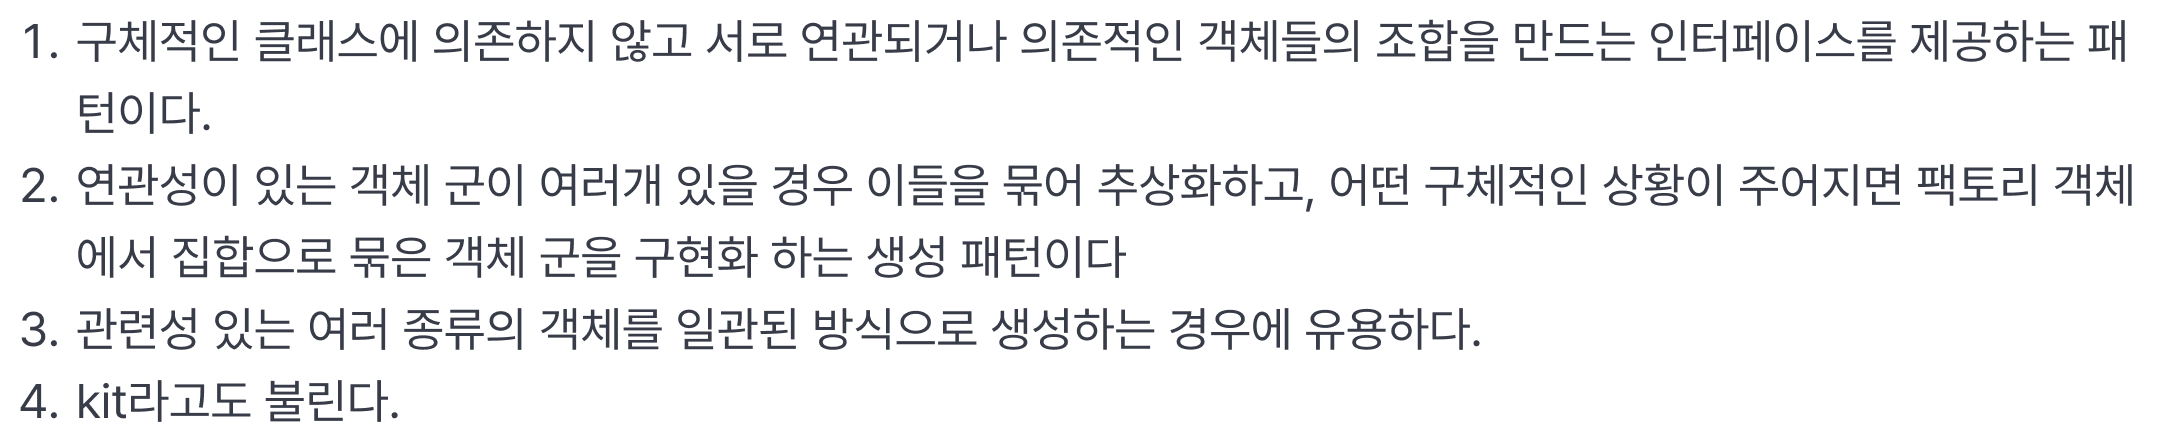 1. 구체적인 클래스에 의존하지 않고 서로 연관되거나 의존적인 객체들의 조합을 만드는 인터페이스를 제공하는 패
턴이다.
2. 연관성이 있는 객체 군이 여러개 있을 경우 이들을 묶어 추상화하고, 어떤 구체적인 상황이 주어지면 팩토리 객체
에서 집합으로 묶은 객체 군을 구현화 하는 생성 패턴이다
3. 관련성 있는 여러 종류의 객체를 일관된 방식으로 생성하는 경우에 유용하다.
4. kit라고도 불린다.